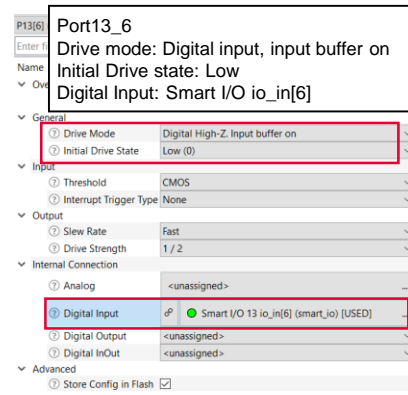 P13[6]
Port13_6
Drive mode: Digital input, input buffer on
Initial Drive state: Low
Digital Input: Smart I/O io_in[6]
Enter fi
Name
Ove
General
Drive Mode Digital High-Z. Input buffer on
Initial Drive State Low (0)
Input
Threshold CMOS
Interrupt Trigger Type None
Output
Slew Rate Fast
Drive Strength 1 / 2
Internal Connection
Analog <unassigned> ...
Digital Input Smart I/O 13 io_in[6] (smart_io) [USED] ...
Digital Output <unassigned>
Digital InOut <unassigned>
Advanced
Store Config in Flash